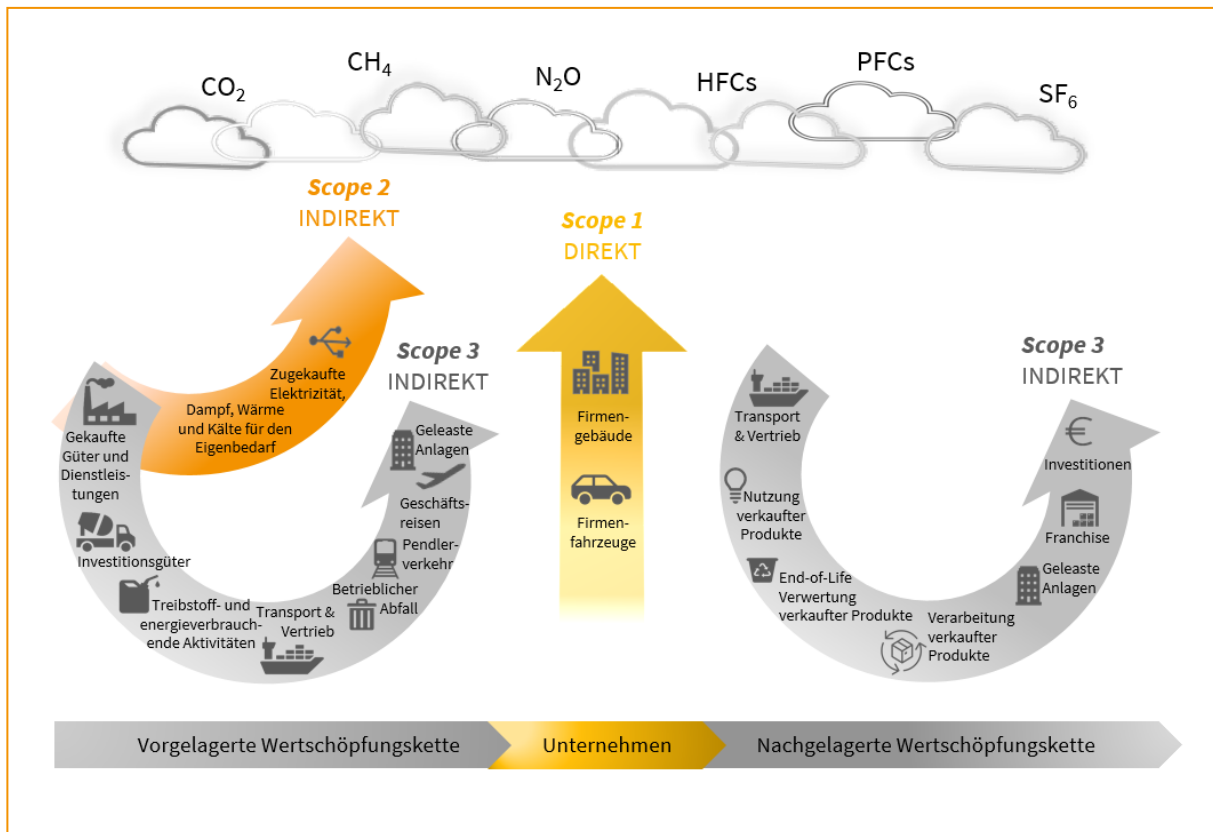 CO₂
CH₄
N₂O
HFCs
PFCs
SF₆
Scope 2
INDIREKT
Scope 1
DIREKT
Scope 3
INDIREKT
Scope 3
INDIREKT
Zugekaufte
Elektrizität,
Dampf, Wärme
und Kälte für den
Eigenbedarf
Gekaufte
Güter und
Dienstleis-
tungen
Investitionsgüter
Treibstoff- und
energieverbrauch-
ende Aktivitäten
Transport &
Vertrieb
Betrieblicher
Abfall
Pendler-
verkehr
Geschäfts-
reisen
Geleaste
Anlagen
Firmen-
gebäude
Firmen-
fahrzeuge
Transport
& Vertrieb
Nutzung
verkaufter
Produkte
End-of-Life
Verwertung
verkaufter Produkte
Verarbeitung
verkaufter
Produkte
Geleaste
Anlagen
Franchise
€
Investitionen
Vorgelagerte Wertschöpfungskette
Unternehmen
Nachgelagerte Wertschöpfungskette